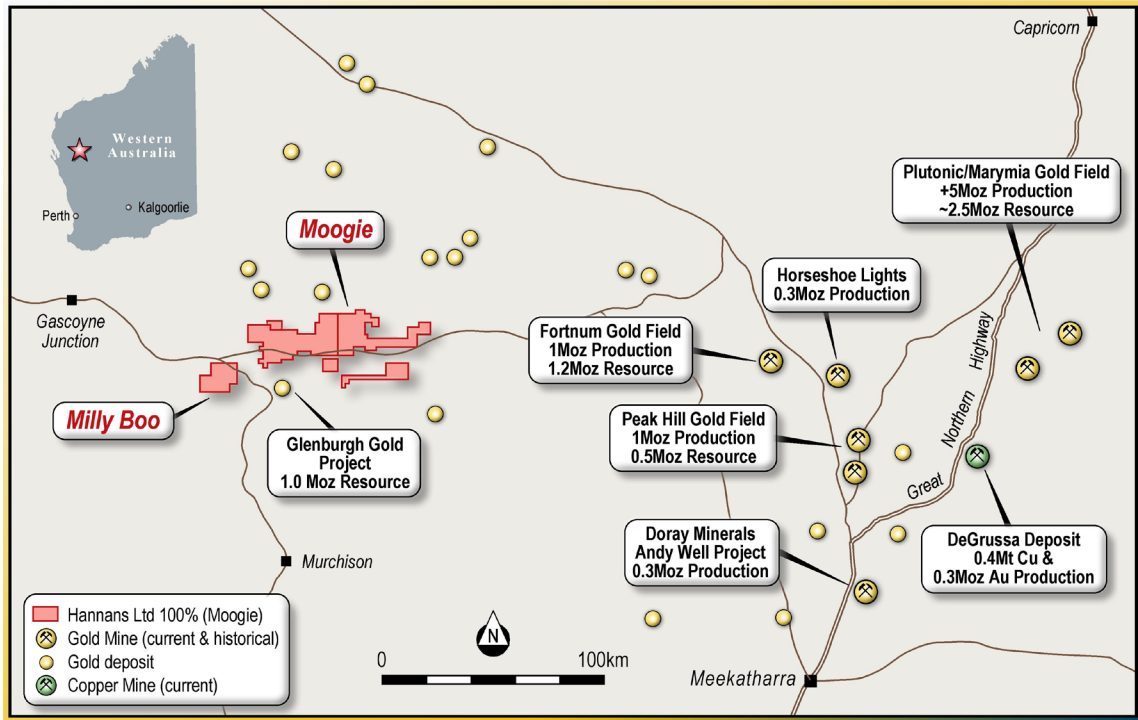 Capricorn
Western
Australia
Perth
Kalgoorlie
Plutonic/Marymia Gold Field
+5Moz Production
~2.5Moz Resource
Moogie
Horseshoe Lights
0.3Moz Production
Gascoyne
Junction
Fortnum Gold Field
1Moz Production
1.2Moz Resource
Milly Boo
Glenburgh Gold
Project
1.0 Moz Resource
Peak Hill Gold Field
1Moz Production
0.5Moz Resource
Great Northern Highway
Doray Minerals
Andy Well Project
0.3Moz Production
DeGrussa Deposit
0.4Mt Cu &
0.3Moz Au Production
Murchison
Meekatharra
Hannans Ltd 100% (Moogie)
Gold Mine (current & historical)
Gold deposit
Copper Mine (current)
N
0 100km